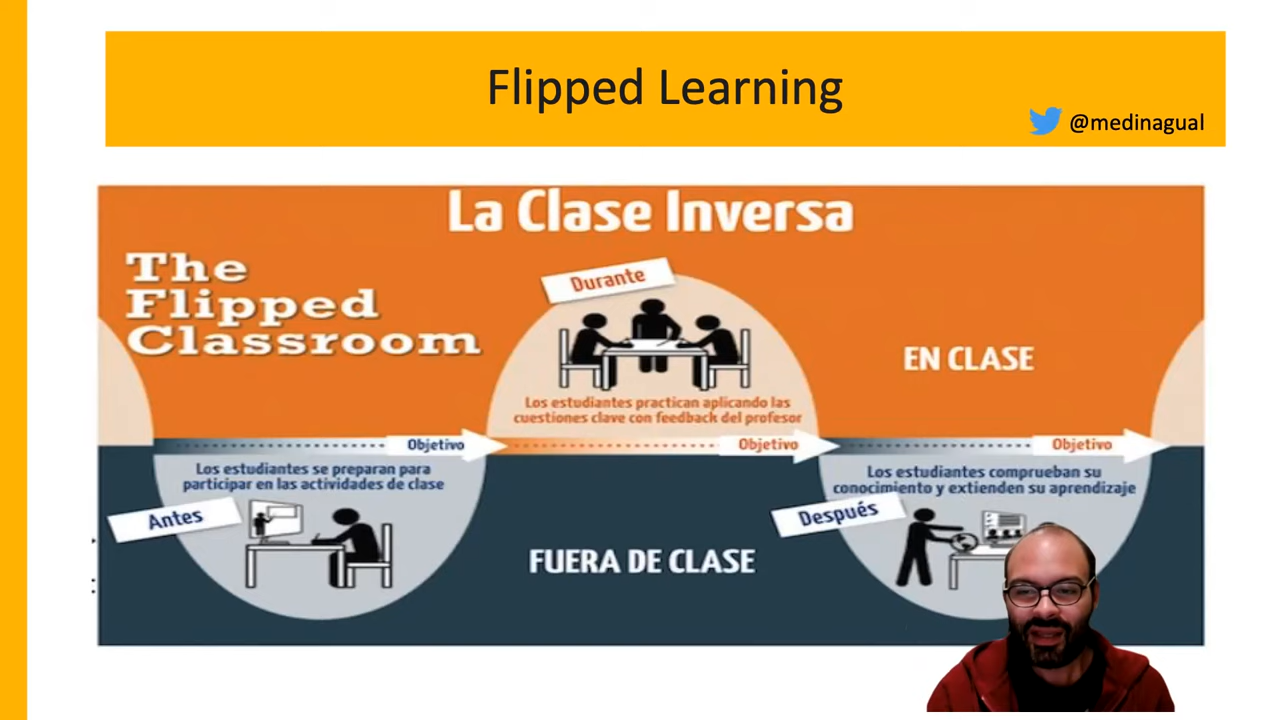 Flipped Learning
@medinagual
La Clase Inversa
The
Flipped
Classroom
Durante
EN CLASE
Los estudiantes practican aplicando las
cuestiones clave con feedback del profesor
Objetivo
Objetivo
Objetivo
Los estudiantes se preparan para
participar en las actividades de clase
Antes
FUERA DE CLASE
Los estudiantes comprueban su
conocimiento y extienden su aprendizaje
Después